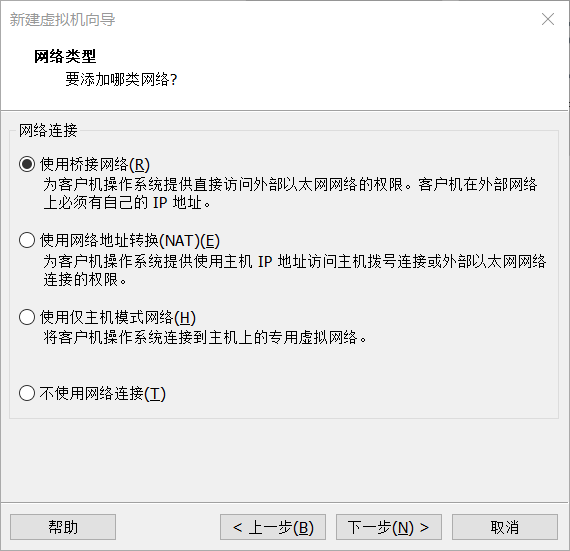 新建虚拟机向导
网络类型
要添加哪类网络?
网络连接
使用桥接网络(R)
为客户机操作系统提供直接访问外部以太网网络的权限。客户机在外部网络
上必须有自己的 IP 地址。
使用网络地址转换(NAT)(E)
为客户机操作系统提供使用主机 IP 地址访问主机拨号连接或外部以太网网络
连接的权限。
使用仅主机模式网络(H)
将客户机操作系统连接到主机上的专用虚拟网络。
不使用网络连接(T)
帮助 < 上一步(B) 下一步(N) > 取消